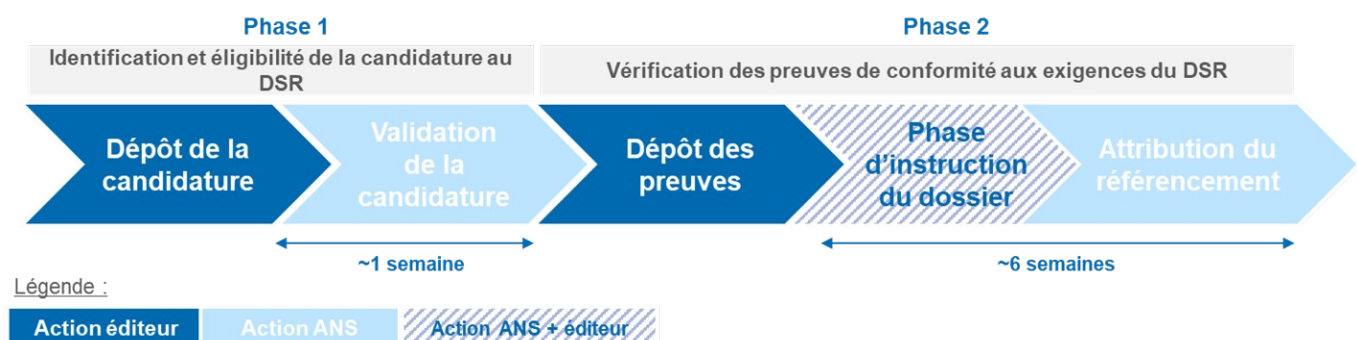 Phase 1
Phase 2
Identification et éligibilité de la candidature au
DSR
Vérification des preuves de conformité aux exigences du DSR
Dépôt de la
candidature
Validation
de la
candidature
Dépôt des
preuves
Phase
d'instruction
du dossier
Attribution du
référencement
~1 semaine
~6 semaines
Légende :
Action éditeur
Action ANS
Action ANS + éditeur